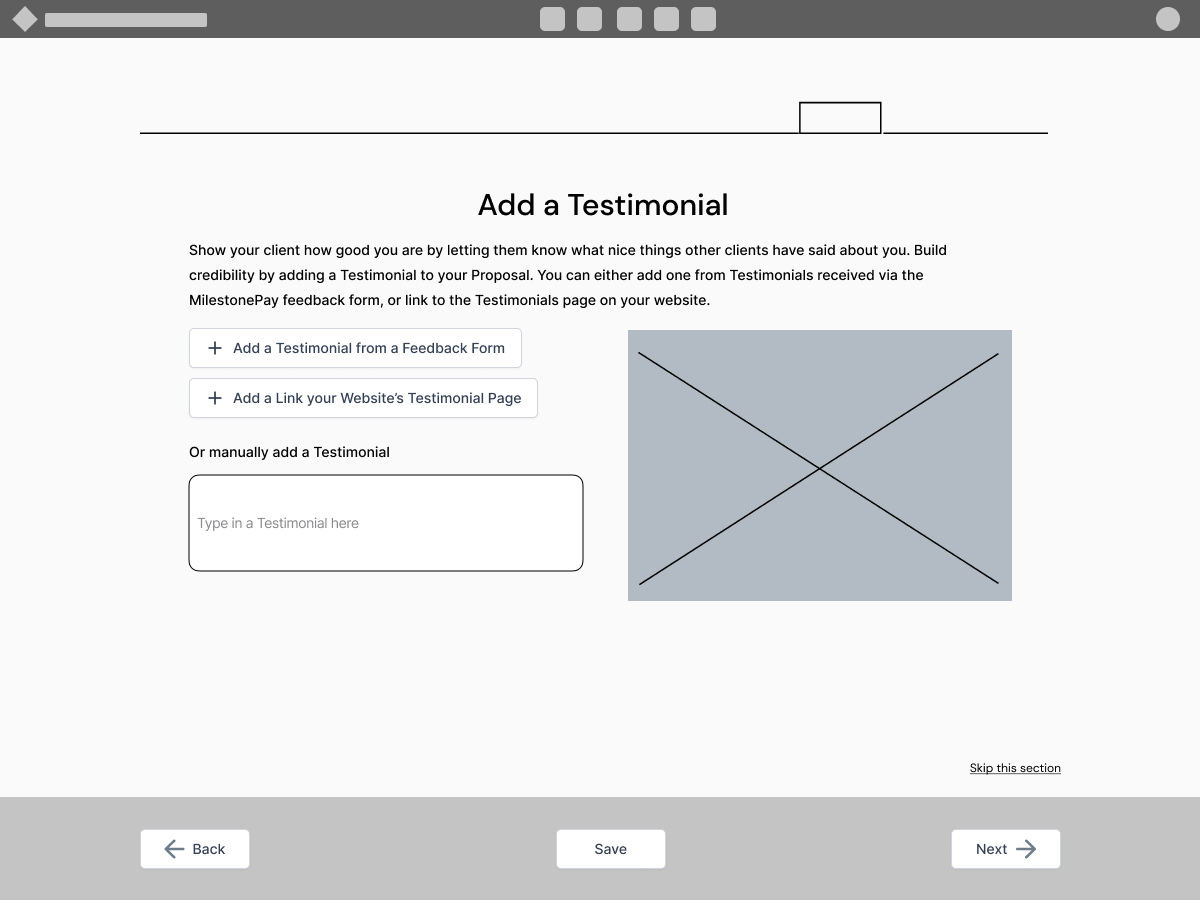 Add a Testimonial
Show your client how good you are by letting them know what nice things other clients have said about you. Build
credibility by adding a Testimonial to your Proposal. You can either add one from Testimonials received via the
MilestonePay feedback form, or link to the Testimonials page on your website.
Add a Testimonial from a Feedback Form
Add a Link your Website’s Testimonial Page
Or manually add a Testimonial
Type in a Testimonial here
Skip this section
Back
Save
Next